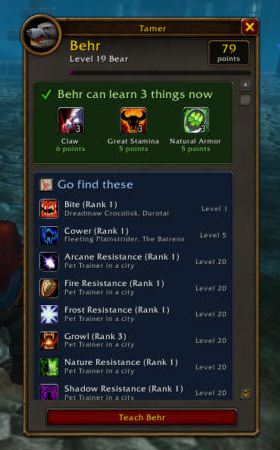 Tamer
Behr
Level 19 Bear
79
points
Behr can learn 3 things now
3
3
3
Claw
Great Stamina
Natural Armor
6 points
5 points
5 points
Go find these
Bite (Rank 1)
Dreadmaw Crocolisk, Durotar
Level 1
Cower (Rank 1)
Fleeting Plainstrider, The Barrens
Level 5
Arcane Resistance (Rank 1)
Pet Trainer in a city
Level 20
Fire Resistance (Rank 1)
Pet Trainer in a city
Level 20
Frost Resistance (Rank 1)
Pet Trainer in a city
Level 20
Growl (Rank 3)
Pet Trainer in a city
Level 20
Nature Resistance (Rank 1)
Pet Trainer in a city
Level 20
Shadow Resistance (Rank 1)
Pet Trainer in a city
Level 20
Teach Behr